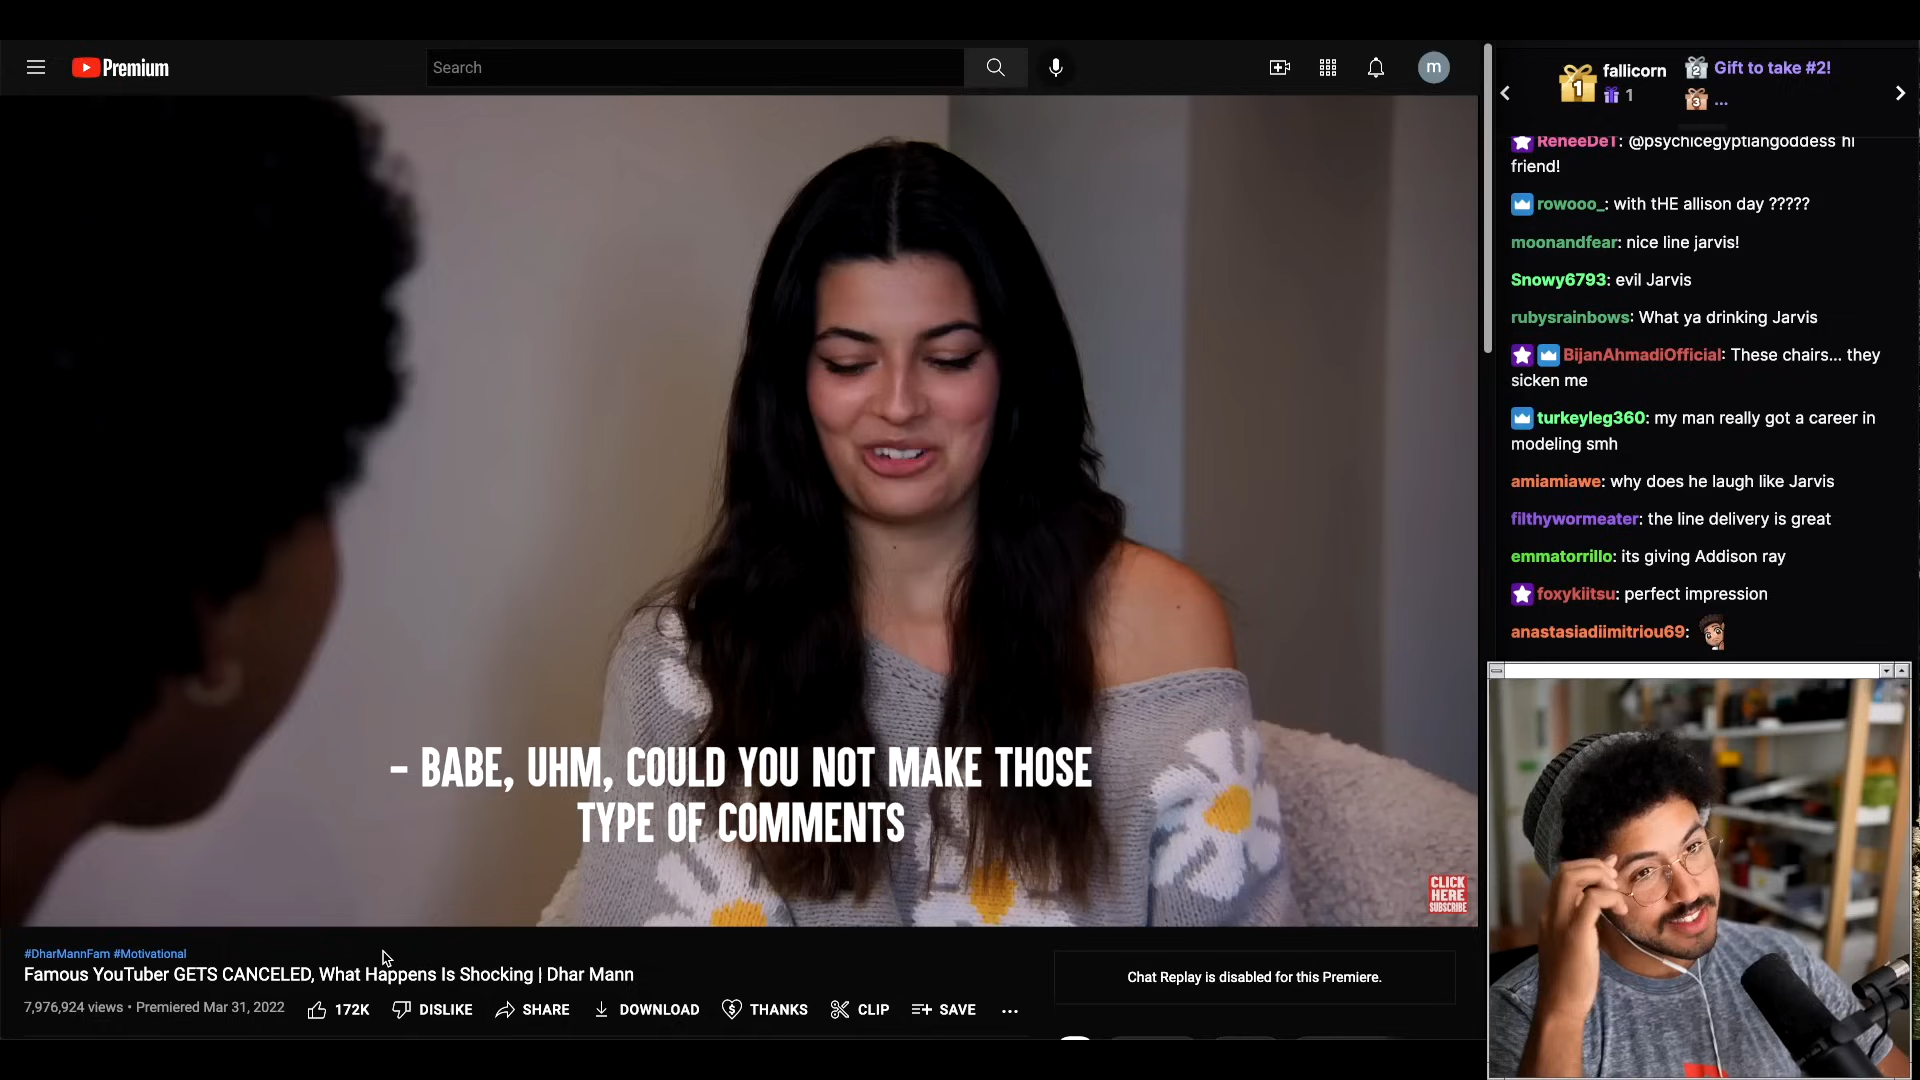 Premium
Search
m
1
fallicorn
1
2
Gift to take #2!
3
...
ReneeDeT: @psychicegyptiangoddess hi
friend!
rowooo_: with tHE allison day ?????
moonandfear: nice line jarvis!
Snowy6793: evil Jarvis
rubysrainbows: What ya drinking Jarvis
BijanAhmadiOfficial: These chairs... they
sicken me
turkeyleg360: my man really got a career in
modeling smh
amiamiawe: why does he laugh like Jarvis
filthywormeater: the line delivery is great
emmatorrillo: its giving Addison ray
foxykiitsu: perfect impression
anastasiadiimitriou69:
- BABE, UHM, COULD YOU NOT MAKE THOSE
TYPE OF COMMENTS
CLICK
HERE
SUBSCRIBE
#DharMannFam #Motivational
Famous YouTuber GETS CANCELED, What Happens Is Shocking | Dhar Mann
7,976,924 views • Premiered Mar 31, 2022
172K
DISLIKE
SHARE
DOWNLOAD
THANKS
CLIP
SAVE
...
Chat Replay is disabled for this Premiere.